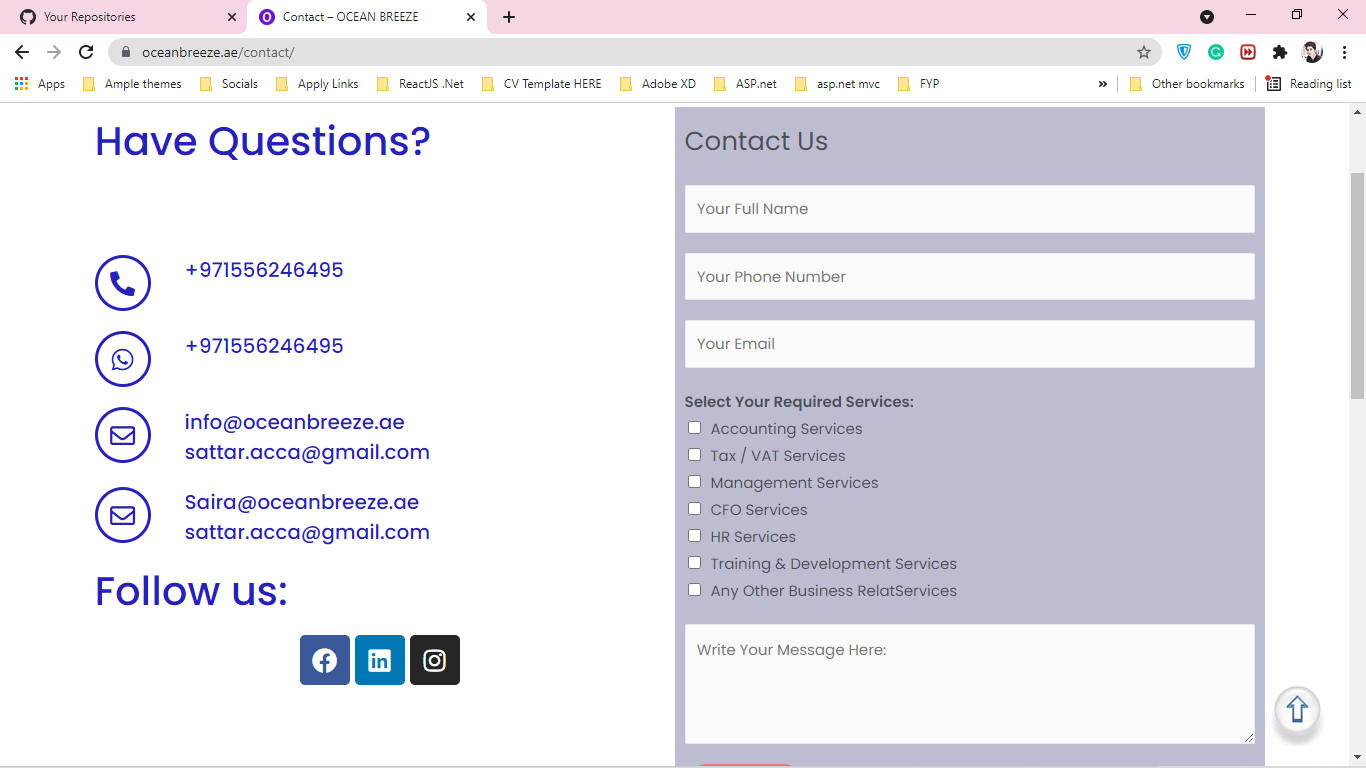 Your Repositories
Contact – OCEAN BREEZE
oceanbreeze.ae/contact/
Apps
Ample themes
Socials
Apply Links
ReactJS .Net
CV Template HERE
Adobe XD
ASP.net
asp.net mvc
FYP
»
Other bookmarks
Reading list
Have Questions?
+971556246495
+971556246495
info@oceanbreeze.ae
sattar.acca@gmail.com
Saira@oceanbreeze.ae
sattar.acca@gmail.com
Follow us:
Contact Us
Your Full Name
Your Phone Number
Your Email
Select Your Required Services:
Accounting Services
Tax / VAT Services
Management Services
CFO Services
HR Services
Training & Development Services
Any Other Business RelatServices
Write Your Message Here: